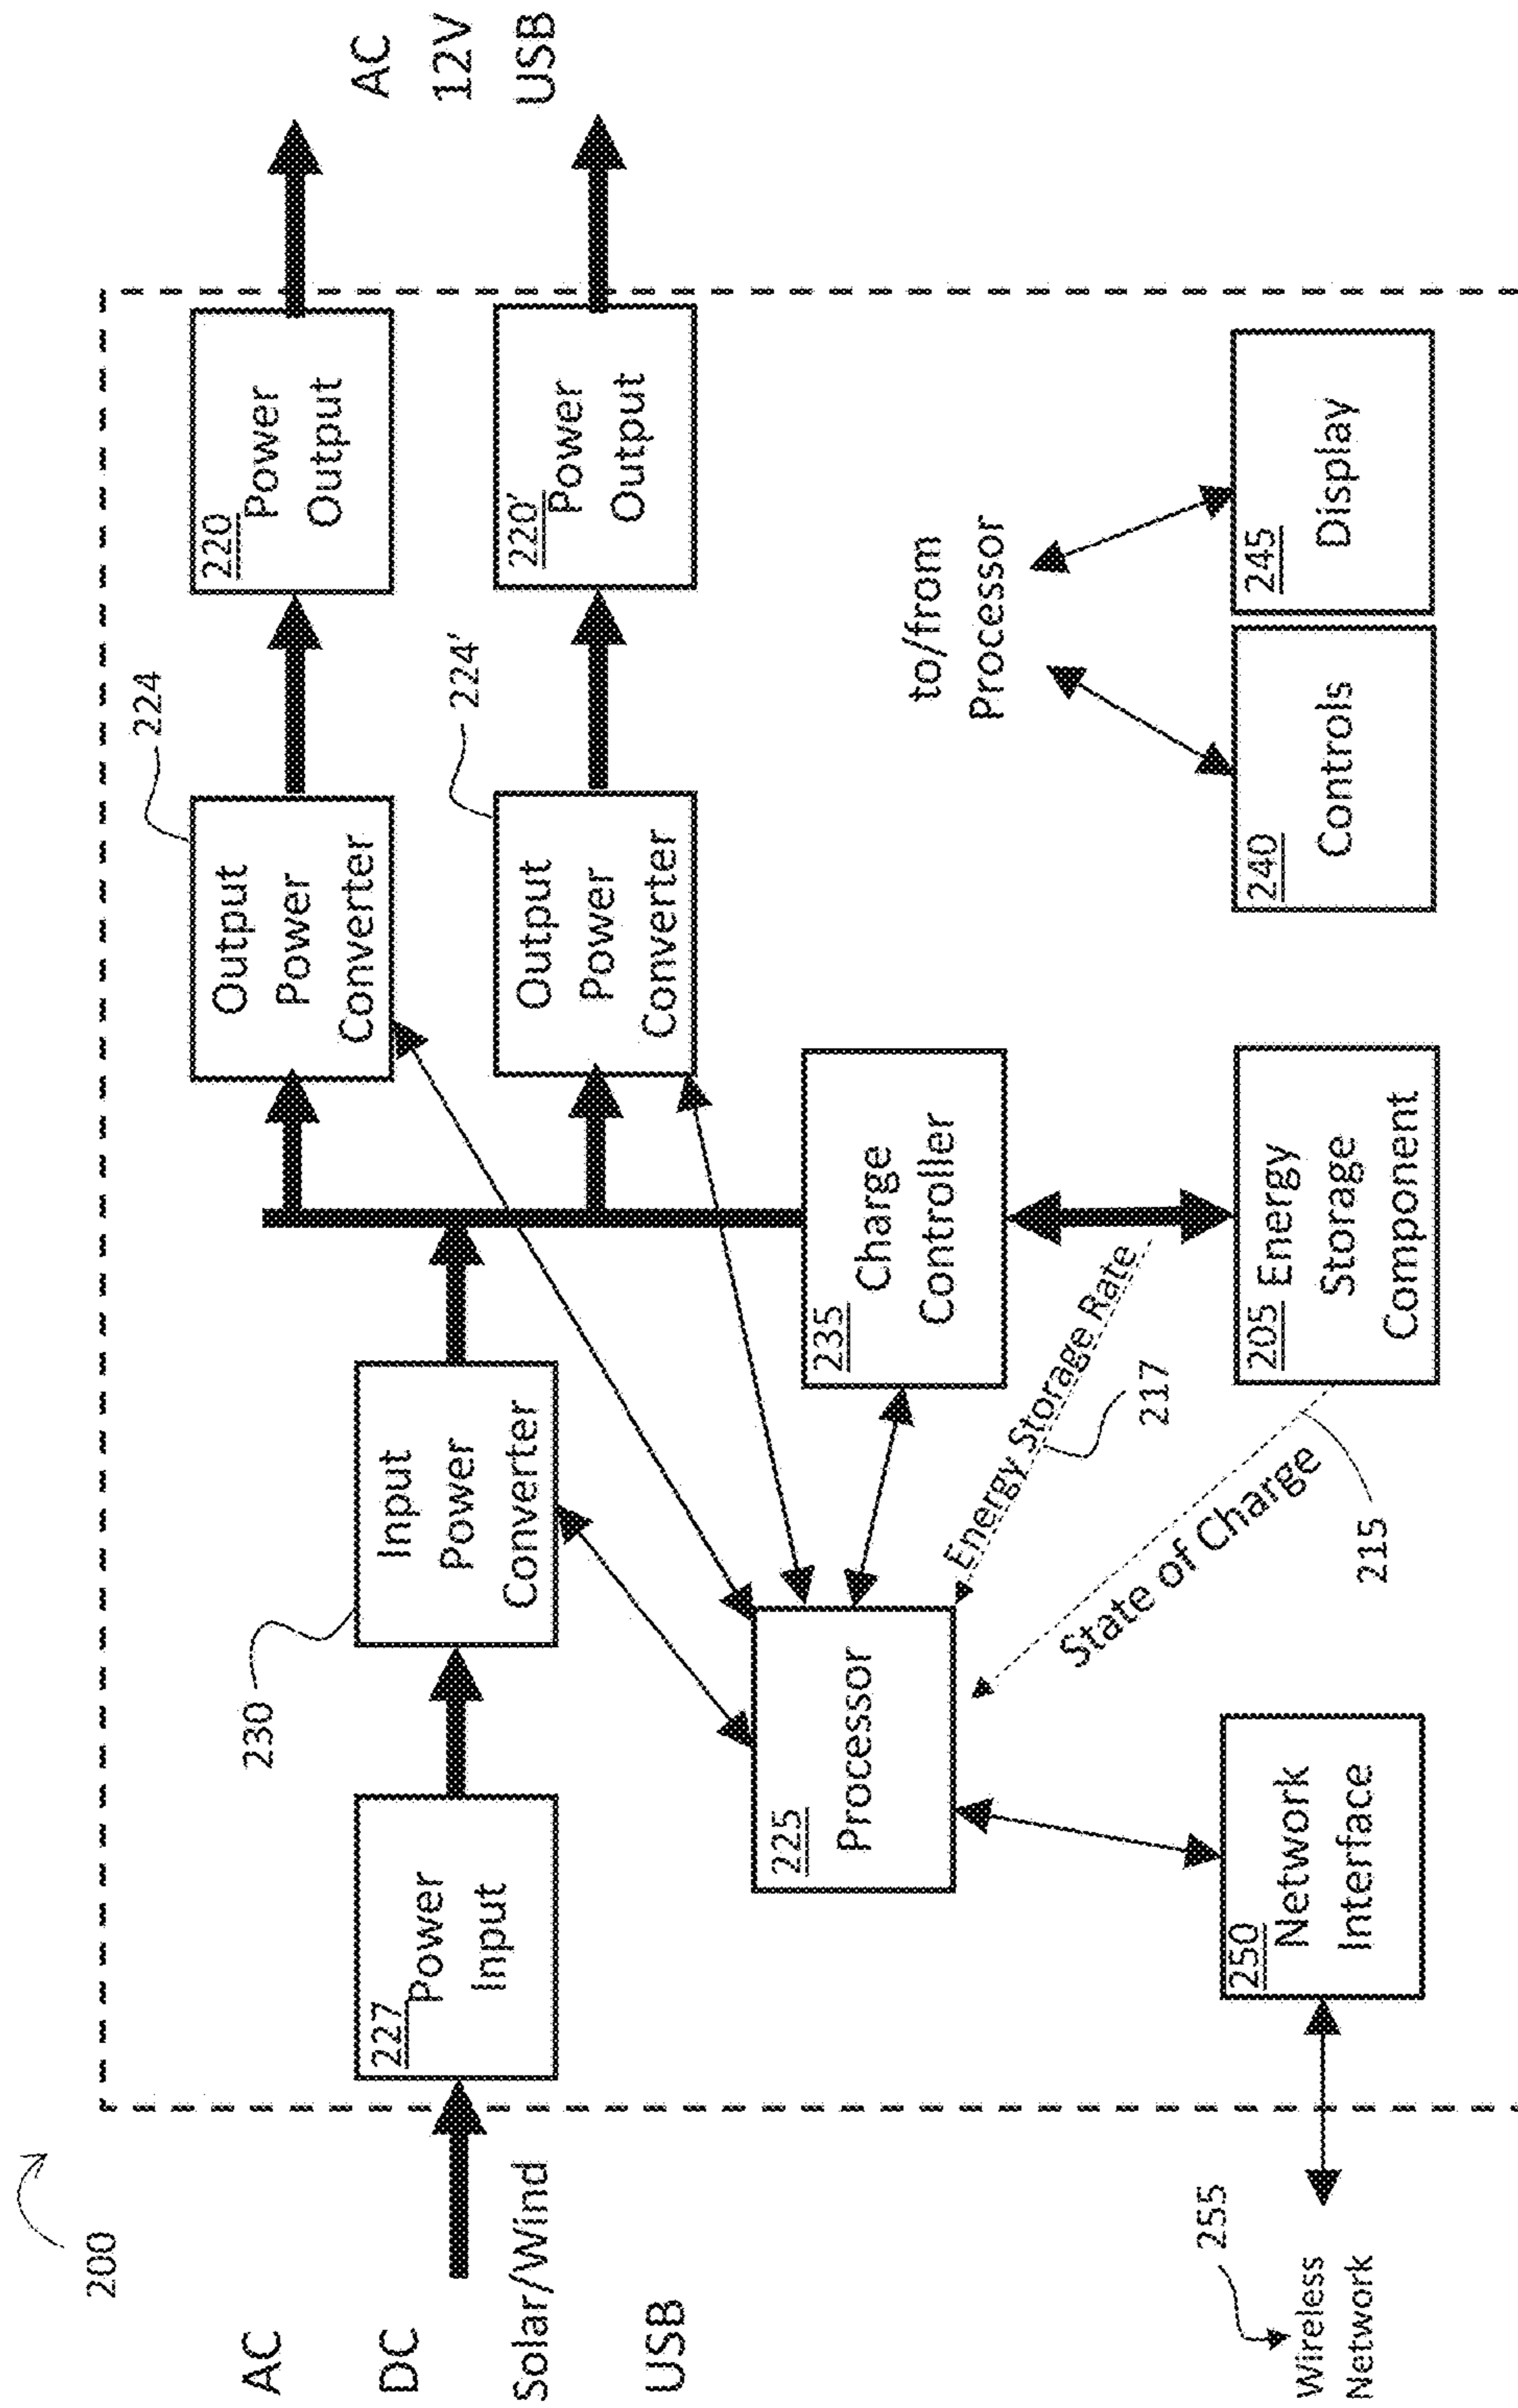 200
AC
DC
Solar/Wind
USB
227
Power
Input
230
Input
Power
Converter
224
Output
Power
Converter
220
Power
Output
AC
12V
USB
224'
Output
Power
Converter
220'
Power
Output
225
Processor
235
Charge
Controller
to/from
Processor
Energy Storage Rate
217
State of Charge
215
255
Wireless
Network
250
Network
Interface
205
Energy
Storage
Component
240
Controls
245
Display